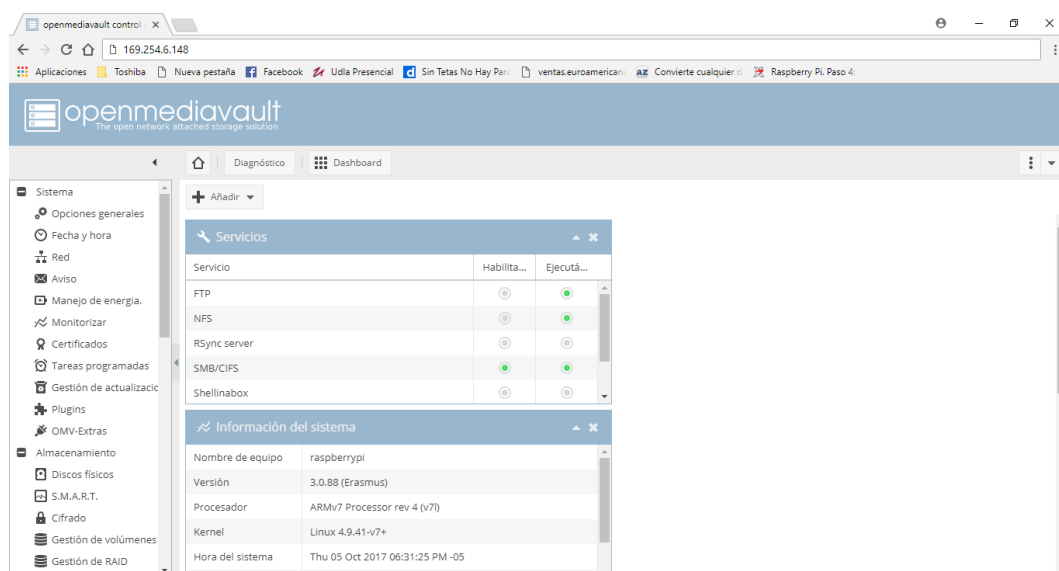 openmediavault control
169.254.6.148
Aplicaciones Toshiba Nueva pestaña Facebook Udla Presencial Sin Tetas No Hay Par ventas.euroamerican Convierte cualquier d Raspberry Pi. Paso 4:
openmediavault
The open network attached storage solution
Diagnóstico Dashboard
Añadir
Sistema
Opciones generales
Fecha y hora
Red
Aviso
Manejo de energia.
Monitorizar
Certificados
Tareas programadas
Gestión de actualizacic
Plugins
OMV-Extras
Almacenamiento
Discos físicos
S.M.A.R.T.
Cifrado
Gestión de volúmenes
Gestión de RAID
Servicios
Servicio Habilita... Ejecutá...
FTP
NFS
RSync server
SMB/CIFS
Shellinabox
Información del sistema
Nombre de equipo raspberrypi
Versión 3.0.88 (Erasmus)
Procesador ARMv7 Processor rev 4 (v7l)
Kernel Linux 4.9.41-v7+
Hora del sistema Thu 05 Oct 2017 06:31:25 PM -05